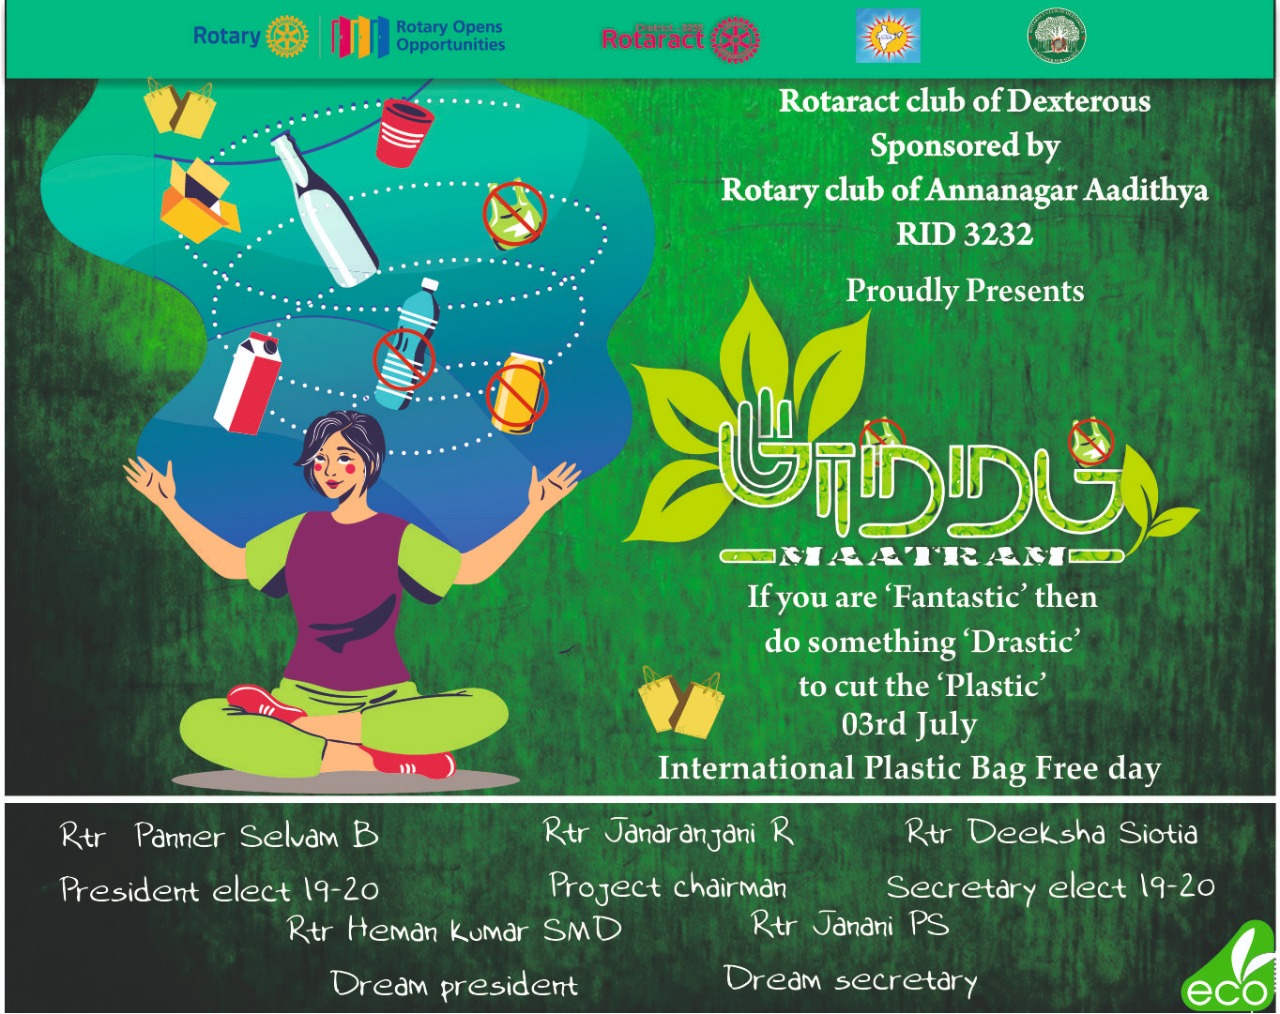 Rotary
Rotary Opens
Opportunities
Rotaract
Rotaract club of Dexterous
Sponsored by
Rotary club of Annanagar Aadithya
RID 3232
Proudly Presents
மாற்றம்
MAATRAM
If you are ‘Fantastic’ then
do something ‘Drastic’
to cut the ‘Plastic’
03rd July
International Plastic Bag Free day
Rtr Panner Selvam B
President elect 19-20
Rtr Janaranjani R
Project chairman
Rtr Deeksha Siotia
Secretary elect 19-20
Rtr Heman Kumar SMD
Dream president
Rtr Janani PS
Dream secretary
eco